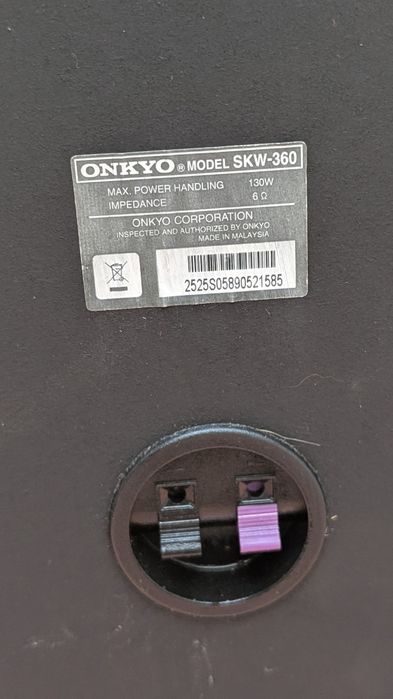 ONKYO® MODEL SKW-360
MAX. POWER HANDLING 130W
IMPEDANCE 6 Ω
ONKYO CORPORATION
INSPECTED AND AUTHORIZED BY ONKYO
MADE IN MALAYSIA
2525S05890521585